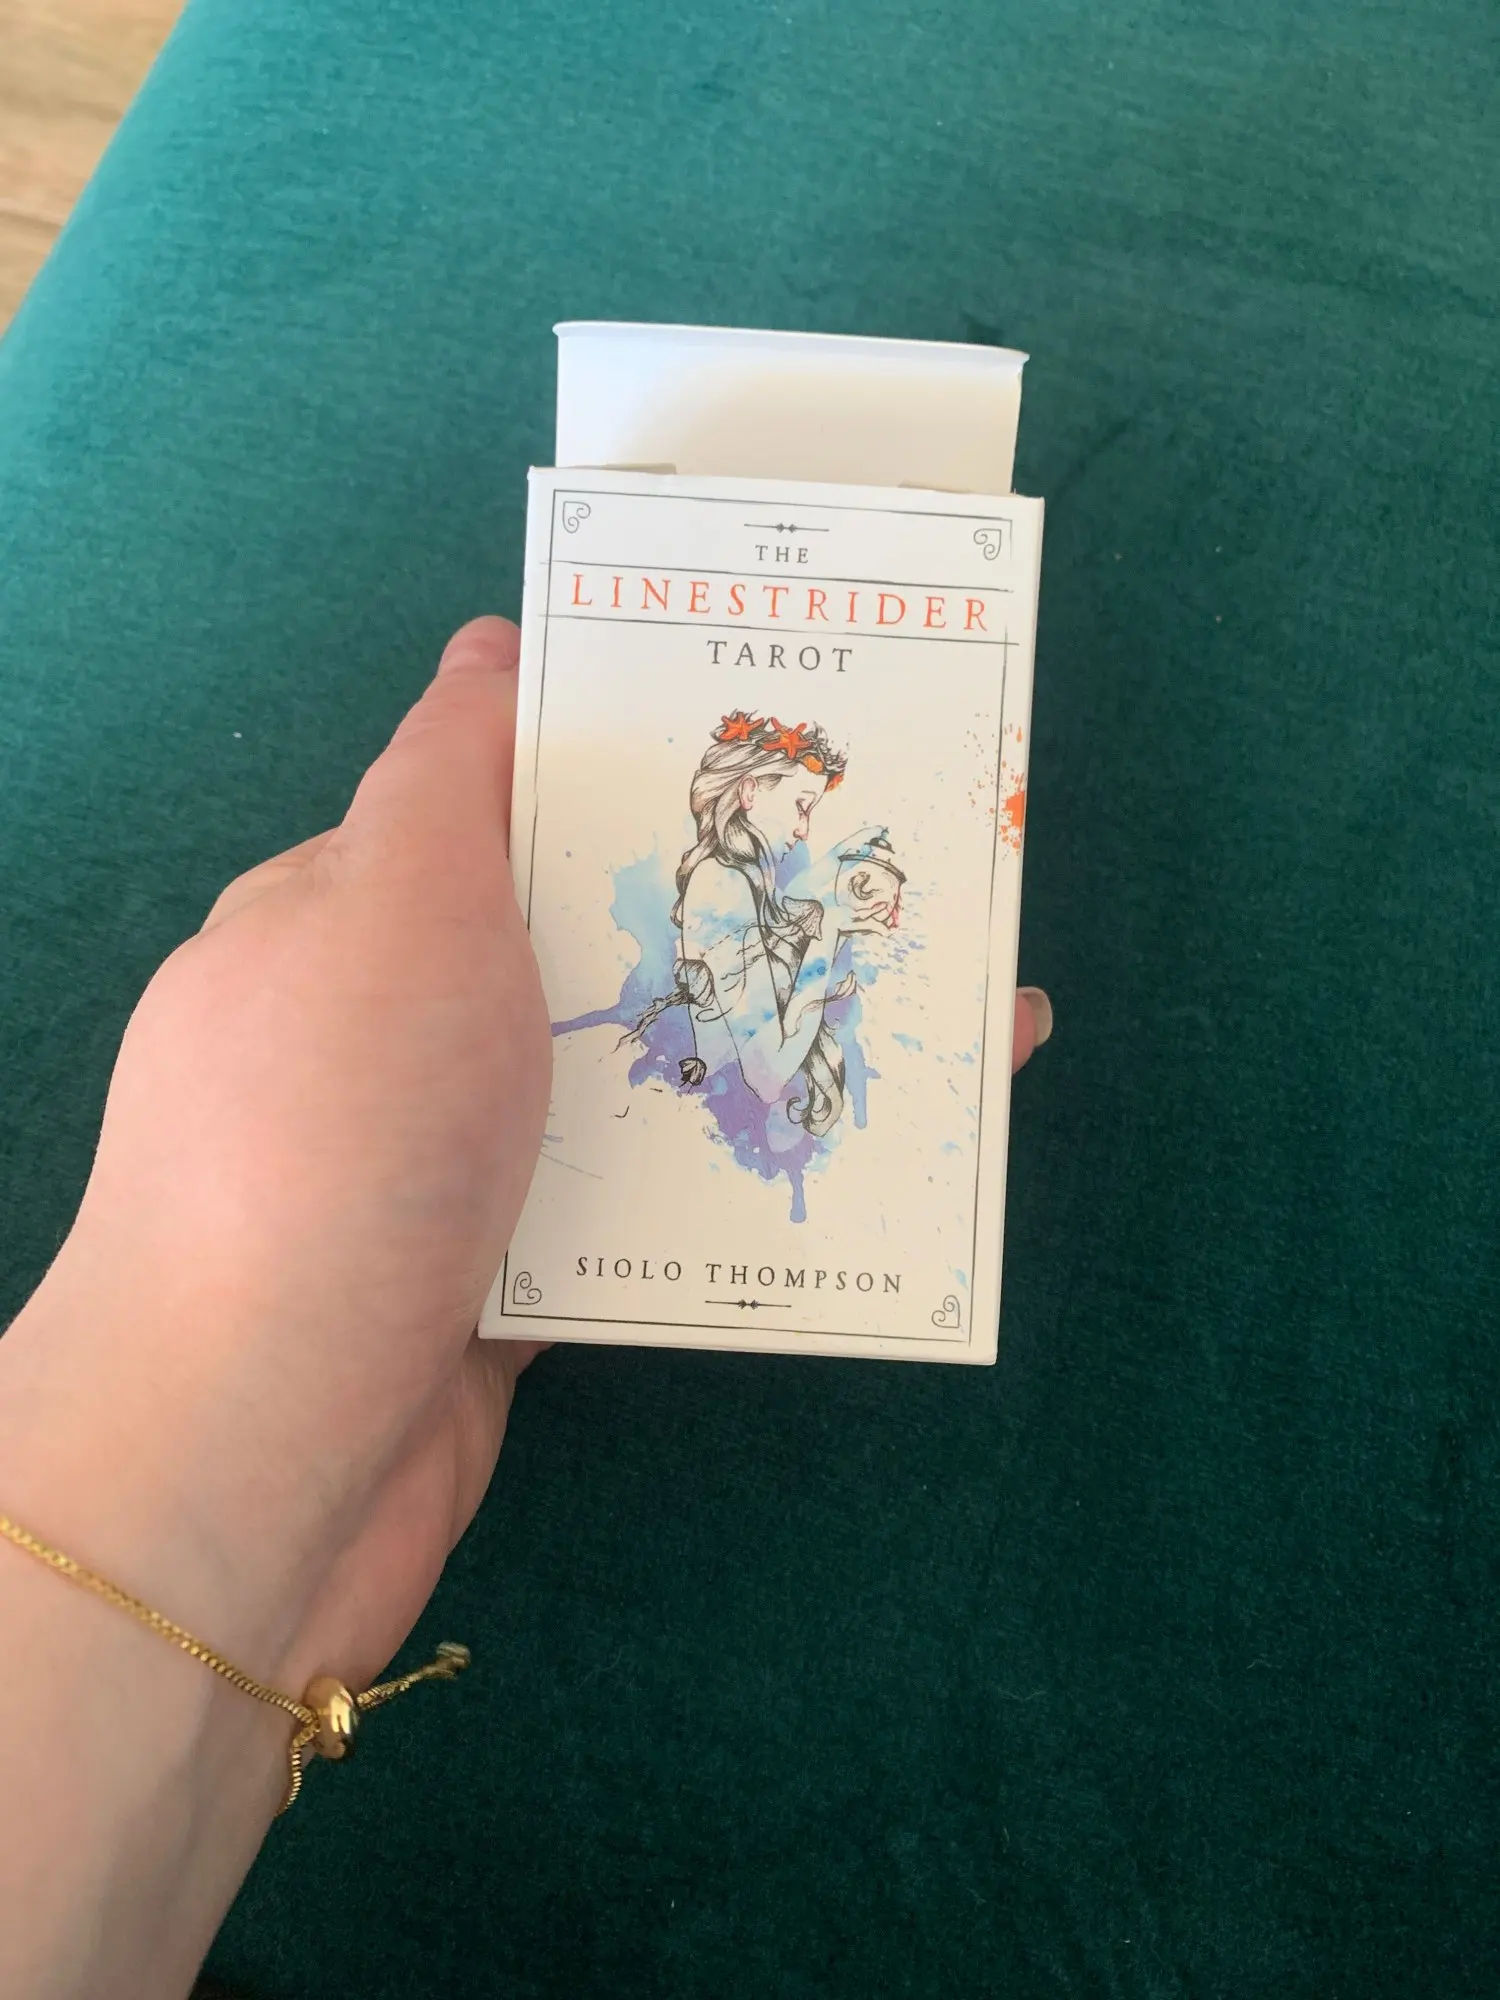 THE
LINESTRIDER
TAROT
SIOLO THOMPSON